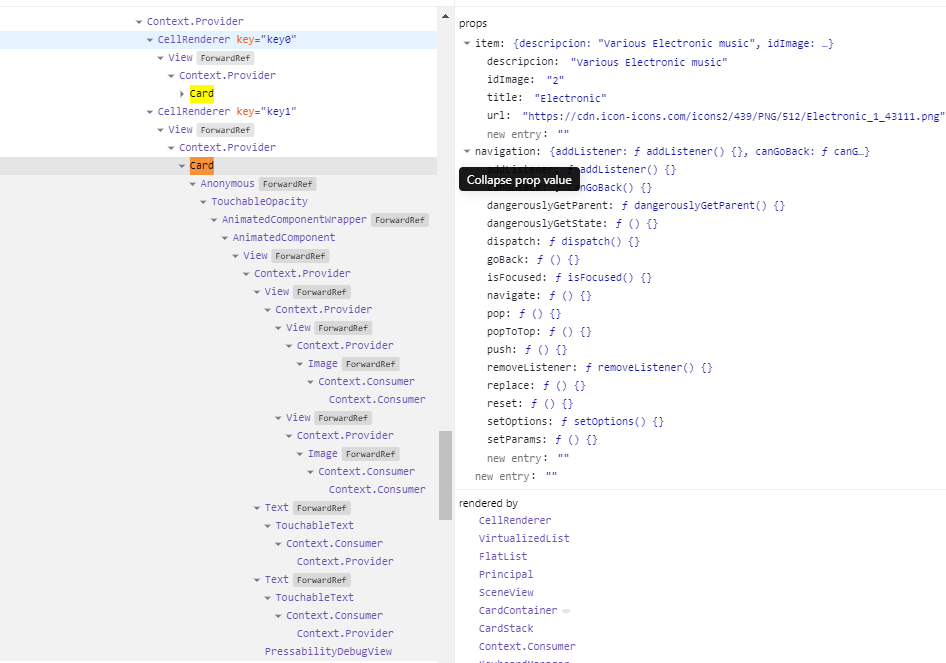 Context.Provider
CellRenderer key="key0"
View ForwardRef
Context.Provider
Card
CellRenderer key="key1"
View ForwardRef
Context.Provider
Card
Anonymous ForwardRef
TouchableOpacity
AnimatedComponentWrapper ForwardRef
AnimatedComponent
View ForwardRef
Context.Provider
View ForwardRef
Context.Provider
View ForwardRef
Context.Provider
Image ForwardRef
Context.Consumer
Context.Consumer
View ForwardRef
Context.Provider
Image ForwardRef
Context.Consumer
Context.Consumer
Text ForwardRef
TouchableText
Context.Consumer
Context.Provider
Text ForwardRef
TouchableText
Context.Consumer
Context.Provider
PressabilityDebugView
props
item: {descripcion: "Various Electronic music", idImage: …}
descripcion: "Various Electronic music"
idImage: "2"
title: "Electronic"
url: "https://cdn.icon-icons.com/icons2/439/PNG/512/Electronic_1_43111.png"
new entry: ""
navigation: {addListener: ƒ addListener() {}, canGoBack: ƒ canG…}
addListener: ƒ addListener() {}
Collapse prop value
nGoBack() {}
dangerouslyGetParent: ƒ dangerouslyGetParent() {}
dangerouslyGetState: ƒ () {}
dispatch: ƒ dispatch() {}
goBack: ƒ () {}
isFocused: ƒ isFocused() {}
navigate: ƒ () {}
pop: ƒ () {}
popToTop: ƒ () {}
push: ƒ () {}
removeListener: ƒ removeListener() {}
replace: ƒ () {}
reset: ƒ () {}
setOptions: ƒ setOptions() {}
setParams: ƒ () {}
new entry: ""
new entry: ""
rendered by
CellRenderer
VirtualizedList
FlatList
Principal
SceneView
CardContainer
CardStack
Context.Consumer
KeyboardManager